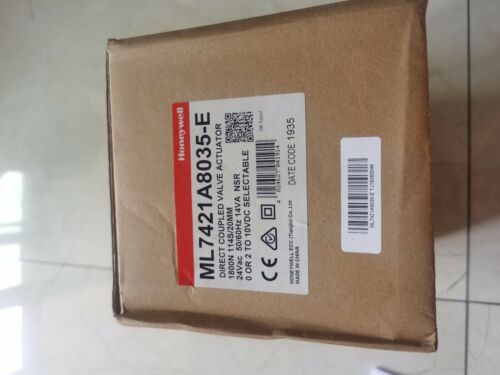 Honeywell
ML7421A8035-E
DIRECT COUPLED VALVE ACTUATOR
1800N 114S/20MM
24Vac 50/60Hz 14VA NSR
0 OR 2 TO 10VDC SELECTABLE
DATE CODE: 1935
HONEYWELL ECC (Tianjin) Co.,Ltd
MADE IN CHINA